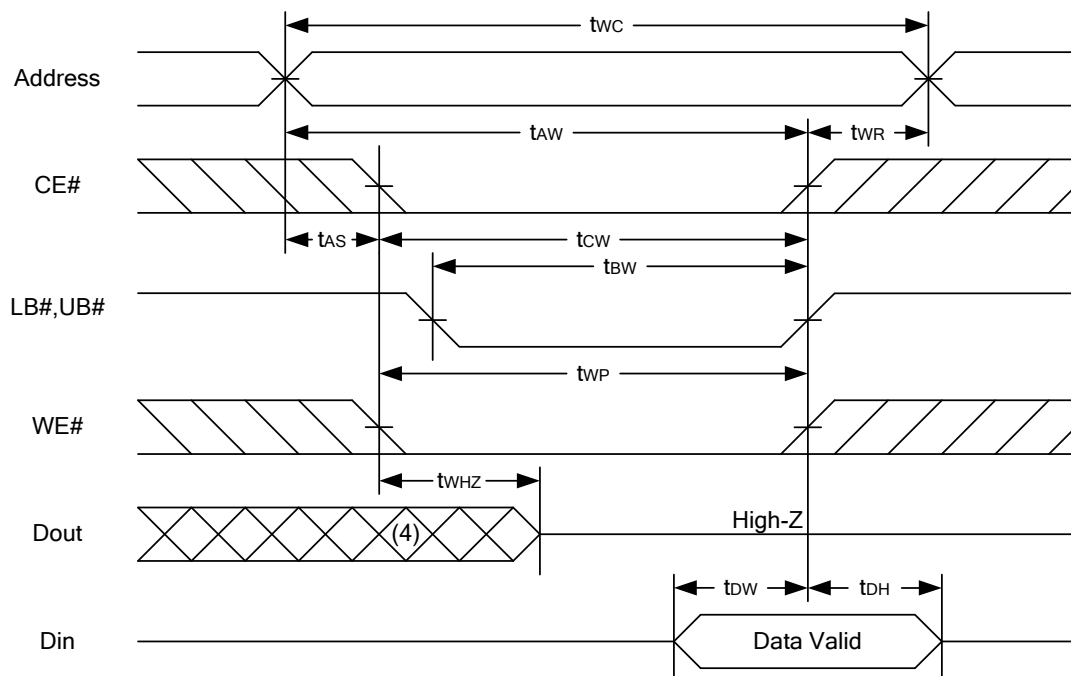 tWC
Address
tAW
tWR
CE#
tAS
tCW
tBW
LB#,UB#
tWP
WE#
tWHZ
Dout
(4)
High-Z
tDW
tDH
Din
Data Valid